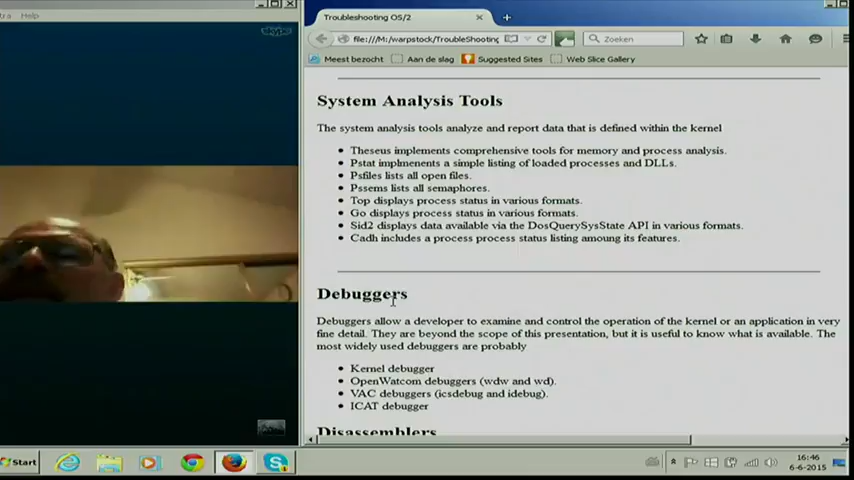 tra Help
skype
Troubleshooting OS/2
file:///M:/warpstock/TroubleShooting
Zoeken
Meest bezocht Aan de slag Suggested Sites Web Slice Gallery
System Analysis Tools
The system analysis tools analyze and report data that is defined within the kernel
• Theseus implements comprehensive tools for memory and process analysis.
• Pstat implmenents a simple listing of loaded processes and DLLs.
• Psfiles lists all open files.
• Pssems lists all semaphores.
• Top displays process status in various formats.
• Go displays process status in various formats.
• Sid2 displays data available via the DosQuerySysState API in various formats.
• Cadh includes a process process status listing amoung its features.
Debuggers
Debuggers allow a developer to examine and control the operation of the kernel or an application in very
fine detail. They are beyond the scope of this presentation, but it is useful to know what is available. The
most widely used debuggers are probably
• Kernel debugger
• OpenWatcom debuggers (wdw and wd).
• VAC debuggers (icsdebug and idebug).
• ICAT debugger
Disassemblers
Start
16:46
6-6-2015